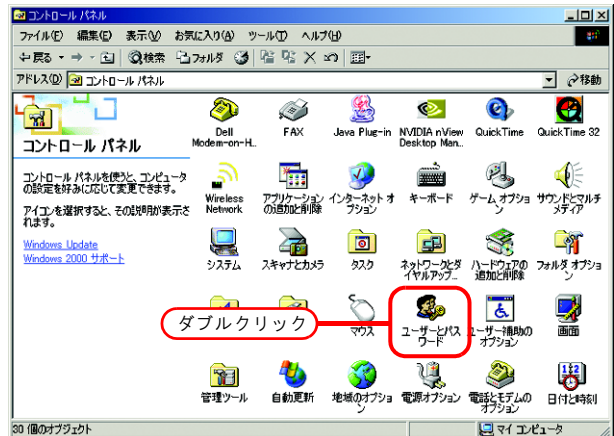 コントロール パネル
ファイル(F) 編集(E) 表示(V) お気に入り(A) ツール(T) ヘルプ(H)
戻る 検索 フォルダ
アドレス(D) コントロール パネル 移動
コントロール パネル
コントロール パネルを使うと、コンピュータ
の設定を好みに応じて変更できます。
アイコンを選択すると、その説明が表示さ
れます。
Windows Update
Windows 2000 サポート
Dell
Modem-on-H...
FAX
Java Plug-in
NVIDIA nView
Desktop Man...
QuickTime
QuickTime 32
Wireless
Network
アプリケーション
の追加と削除
インターネット オ
プション
キーボード
ゲーム オプショ
ン
サウンドとマルチ
メディア
システム
スキャナとカメラ
タスク
ネットワークとダ
イヤルアップ...
ハードウェアの
追加と削除
フォルダ オプショ
ン
ダブルクリック
マウス
ユーザーとパス
ワード
ユーザー補助の
オプション
画面
管理ツール
自動更新
地域のオプショ
ン
電源オプション
電話とモデムの
オプション
日付と時刻
30 個のオブジェクト
マイ コンピュータ